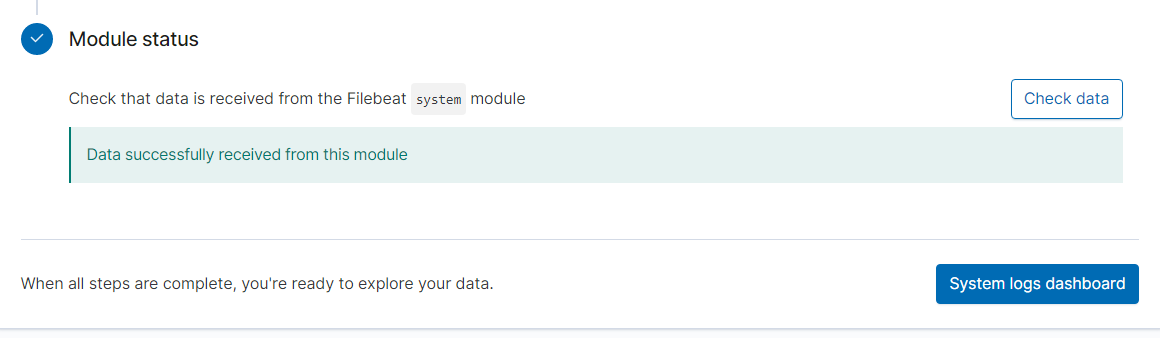 Module status
Check that data is received from the Filebeat system module
Check data
Data successfully received from this module
When all steps are complete, you're ready to explore your data.
System logs dashboard